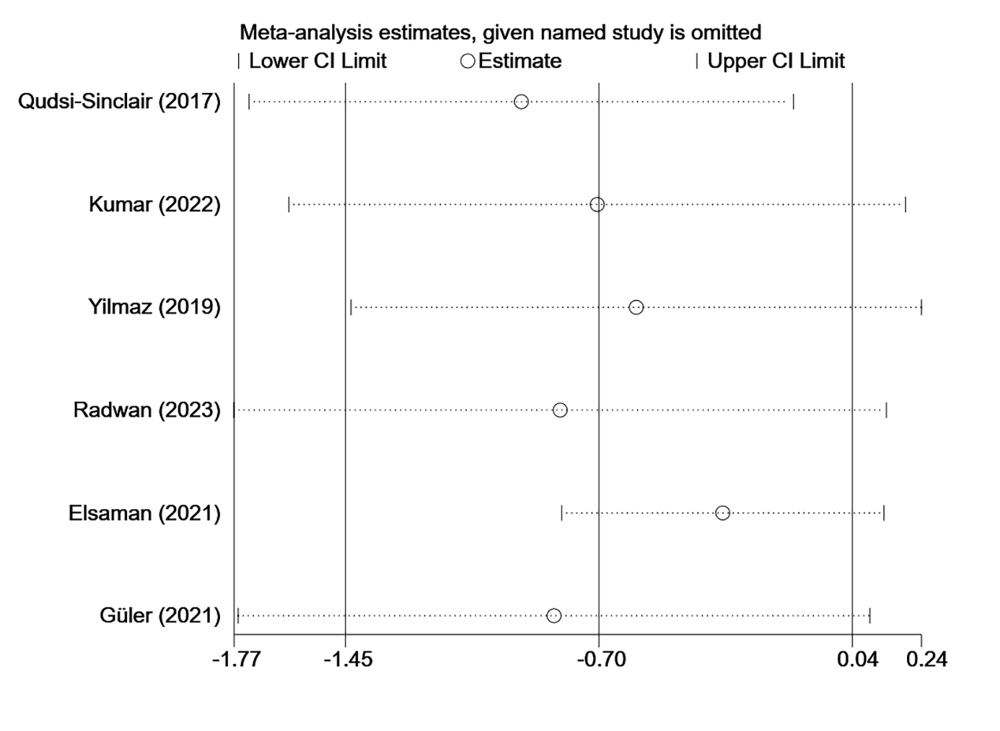 Meta-analysis estimates, given named study is omitted
| Lower CI Limit ○ Estimate | Upper CI Limit
Qudsi-Sinclair (2017)
Kumar (2022)
Yilmaz (2019)
Radwan (2023)
Elsaman (2021)
Güler (2021)
-1.77 -1.45 -0.70 0.04 0.24